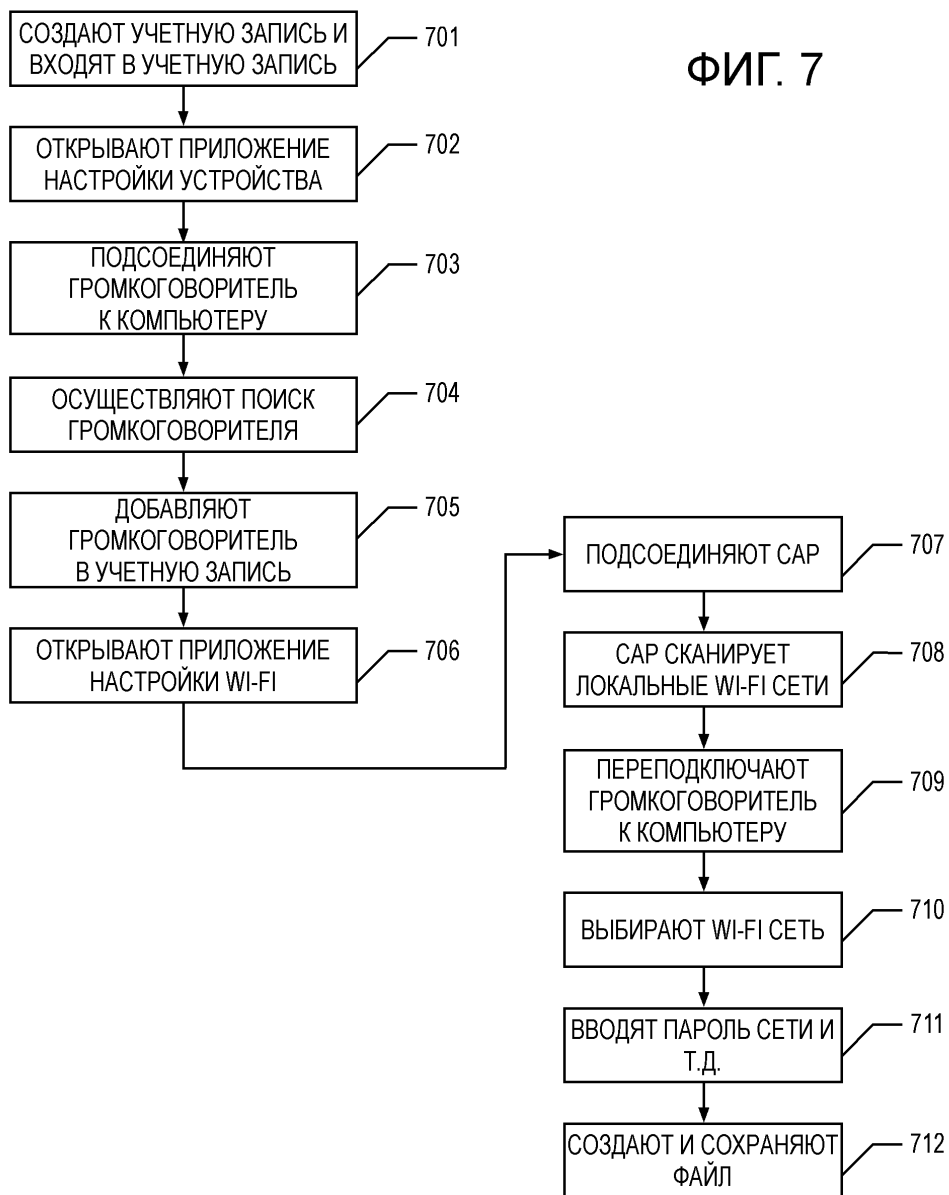 ФИГ. 7
СОЗДАЮТ УЧЕТНУЮ ЗАПИСЬ И
ВХОДЯТ В УЧЕТНУЮ ЗАПИСЬ
701
ОТКРЫВАЮТ ПРИЛОЖЕНИЕ
НАСТРОЙКИ УСТРОЙСТВА
702
ПОДСОЕДИНЯЮТ
ГРОМКОГОВОРИТЕЛЬ
К КОМПЬЮТЕРУ
703
ОСУЩЕСТВЛЯЮТ ПОИСК
ГРОМКОГОВОРИТЕЛЯ
704
ДОБАВЛЯЮТ
ГРОМКОГОВОРИТЕЛЬ
В УЧЕТНУЮ ЗАПИСЬ
705
ОТКРЫВАЮТ ПРИЛОЖЕНИЕ
НАСТРОЙКИ WI-FI
706
ПОДСОЕДИНЯЮТ CAP
707
CAP СКАНИРУЕТ
ЛОКАЛЬНЫЕ WI-FI СЕТИ
708
ПЕРЕПОДКЛЮЧАЮТ
ГРОМКОГОВОРИТЕЛЬ
К КОМПЬЮТЕРУ
709
ВЫБИРАЮТ WI-FI СЕТЬ
710
ВВОДЯТ ПАРОЛЬ СЕТИ И
Т.Д.
711
СОЗДАЮТ И СОХРАНЯЮТ
ФАЙЛ
712